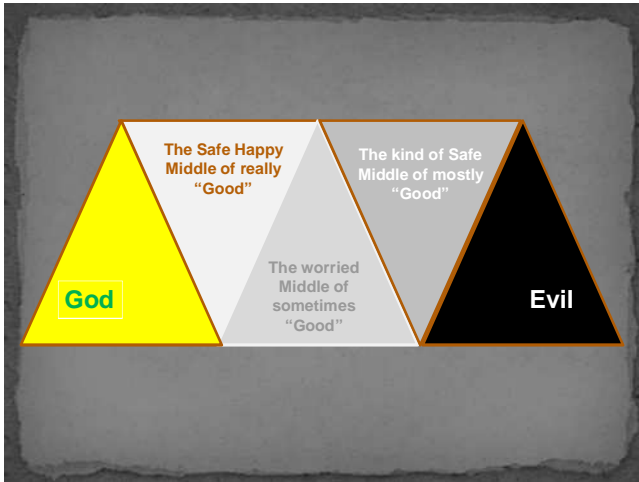 The Safe Happy
Middle of really
“Good”
The kind of Safe
Middle of mostly
“Good”
The worried
Middle of
sometimes
“Good”
God
Evil